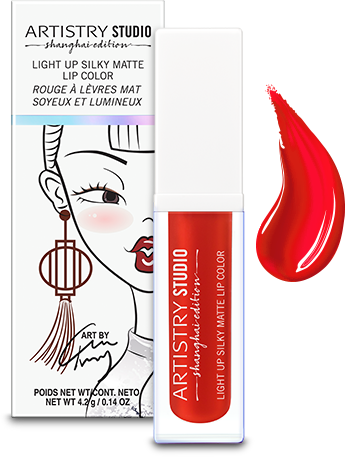 ARTISTRY STUDIO
shanghai edition
LIGHT UP SILKY MATTE
LIP COLOR
ROUGE À LÈVRES MAT
SOYEUX ET LUMINEUX
ART BY
POIDS NET WT CONT. NETO
NET WT 4.2 g / 0.14 OZ
ARTISTRY STUDIO
shanghai edition
LIGHT UP SILKY MATTE LIP COLOR